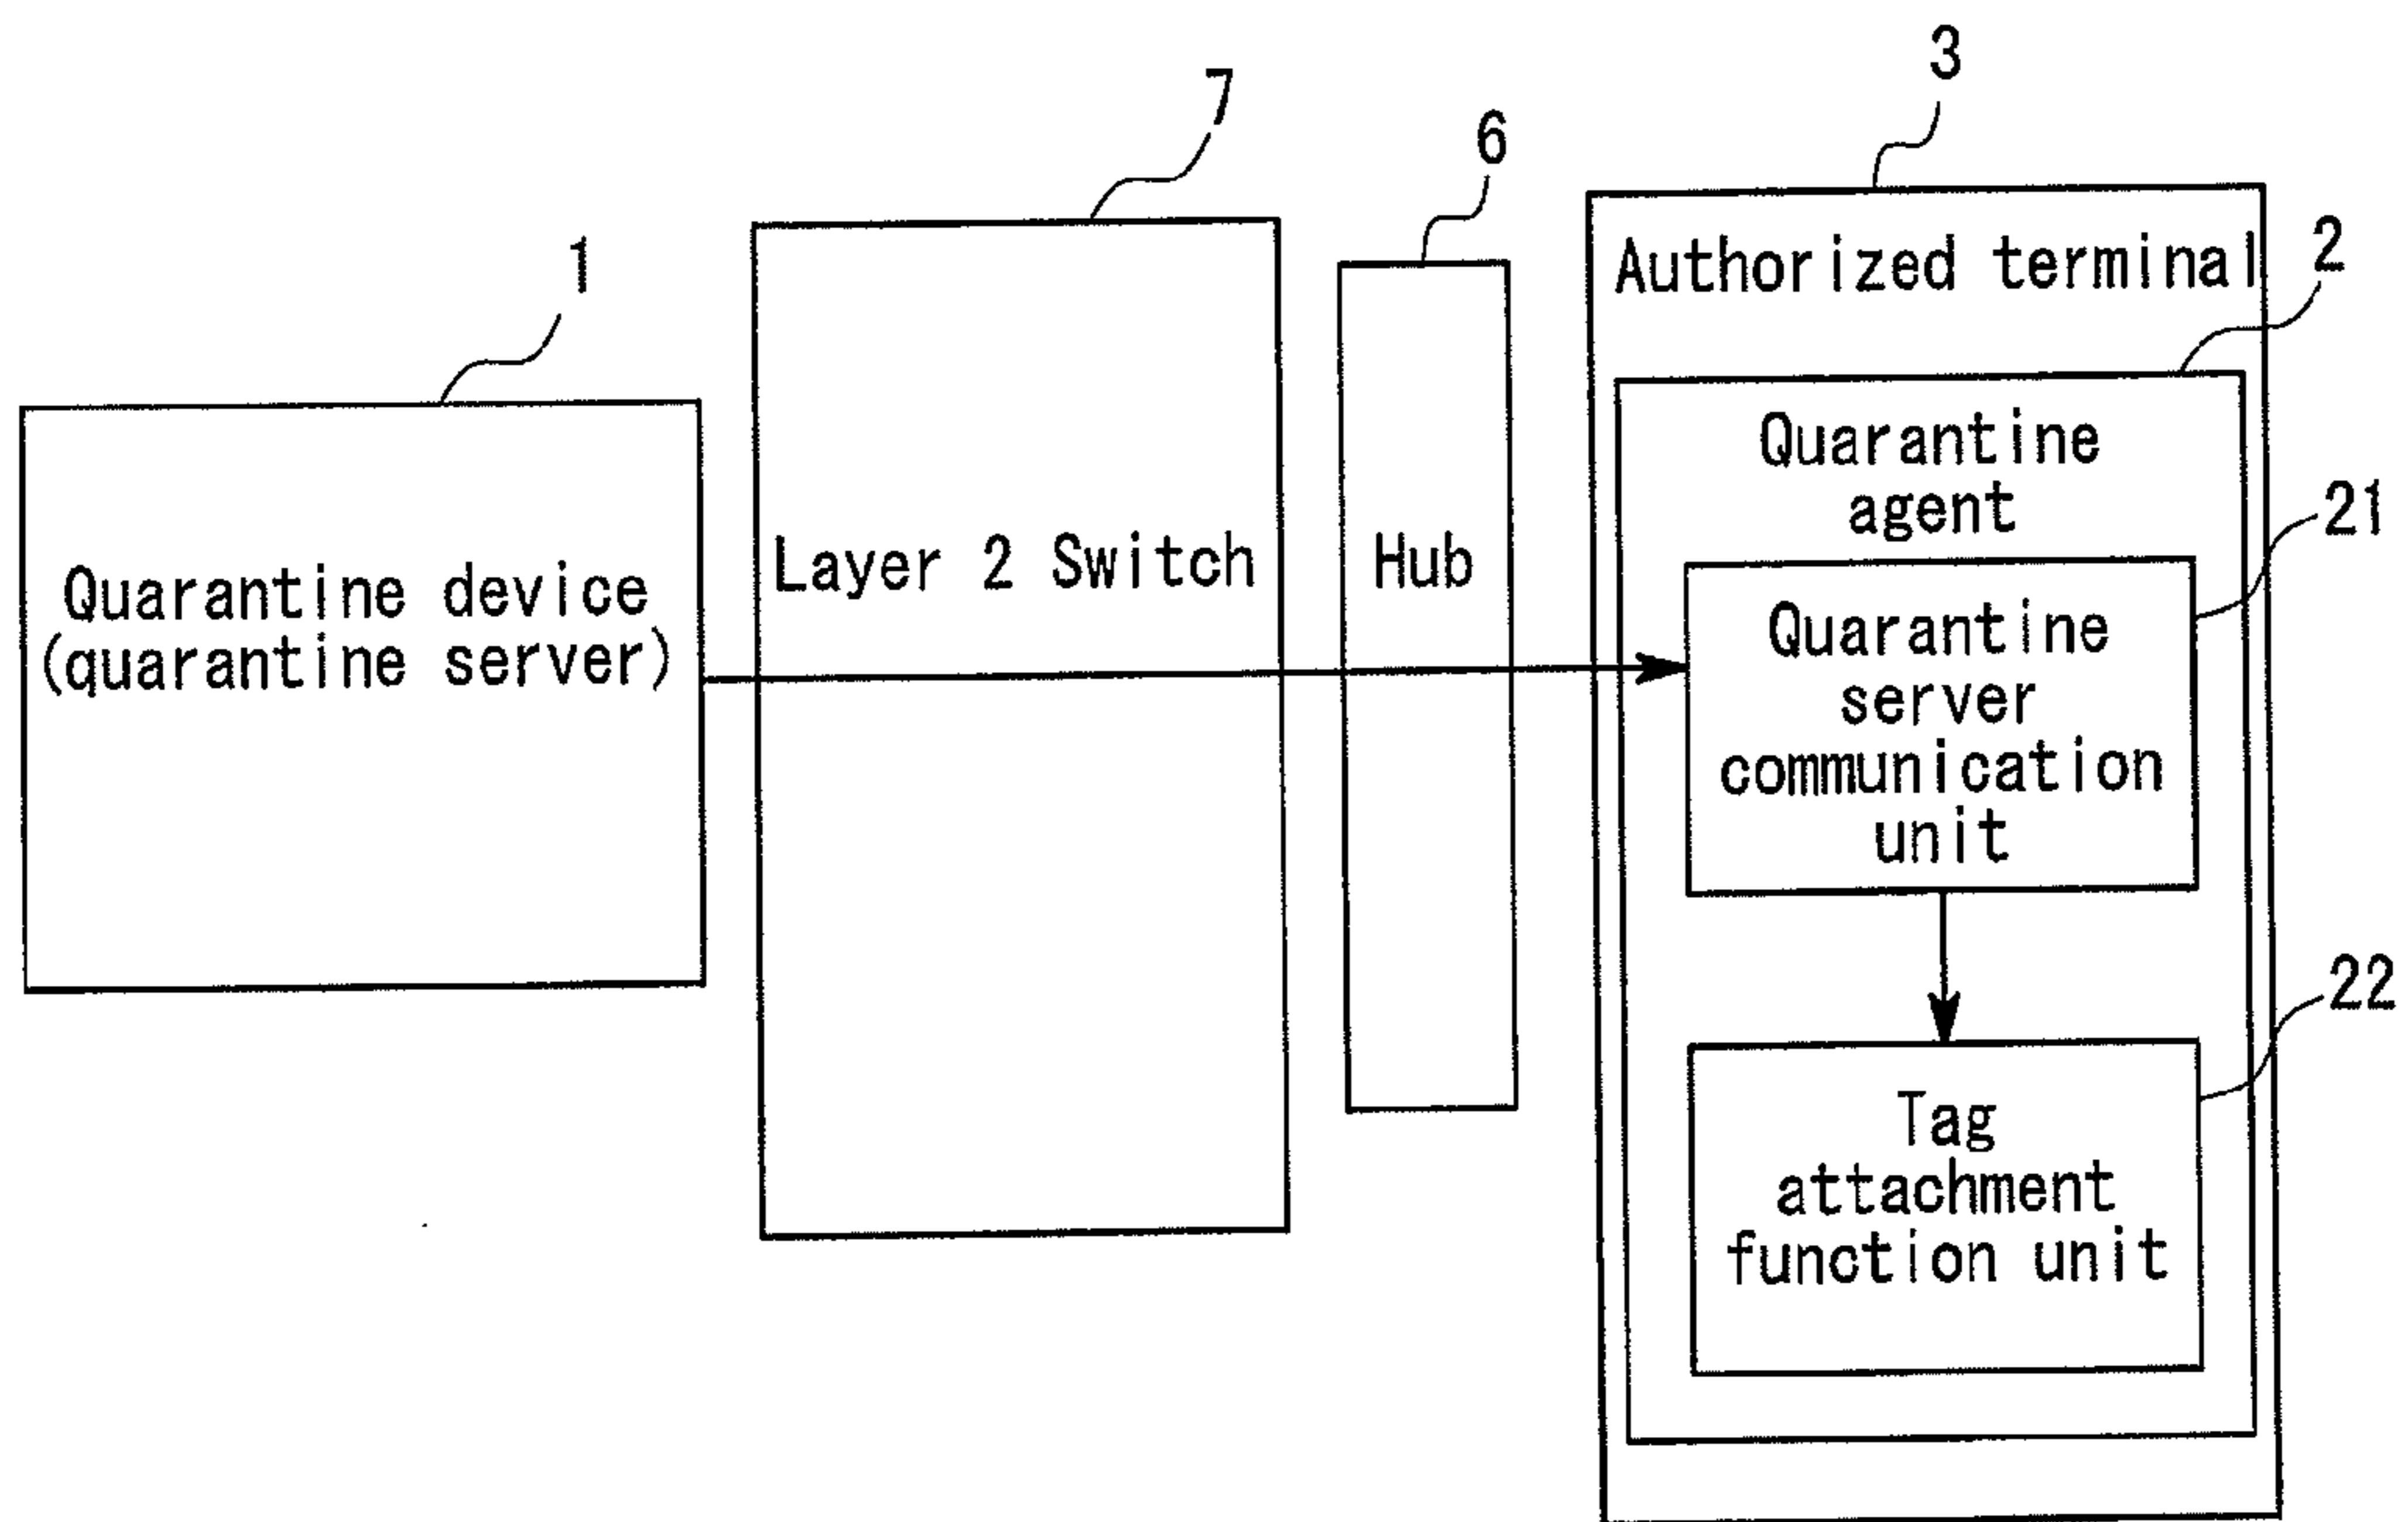 1
Quarantine device
(quarantine server)
7
Layer 2 Switch
6
Hub
3
Authorized terminal
2
Quarantine
agent
21
Quarantine
server
communication
unit
22
Tag
attachment
function unit